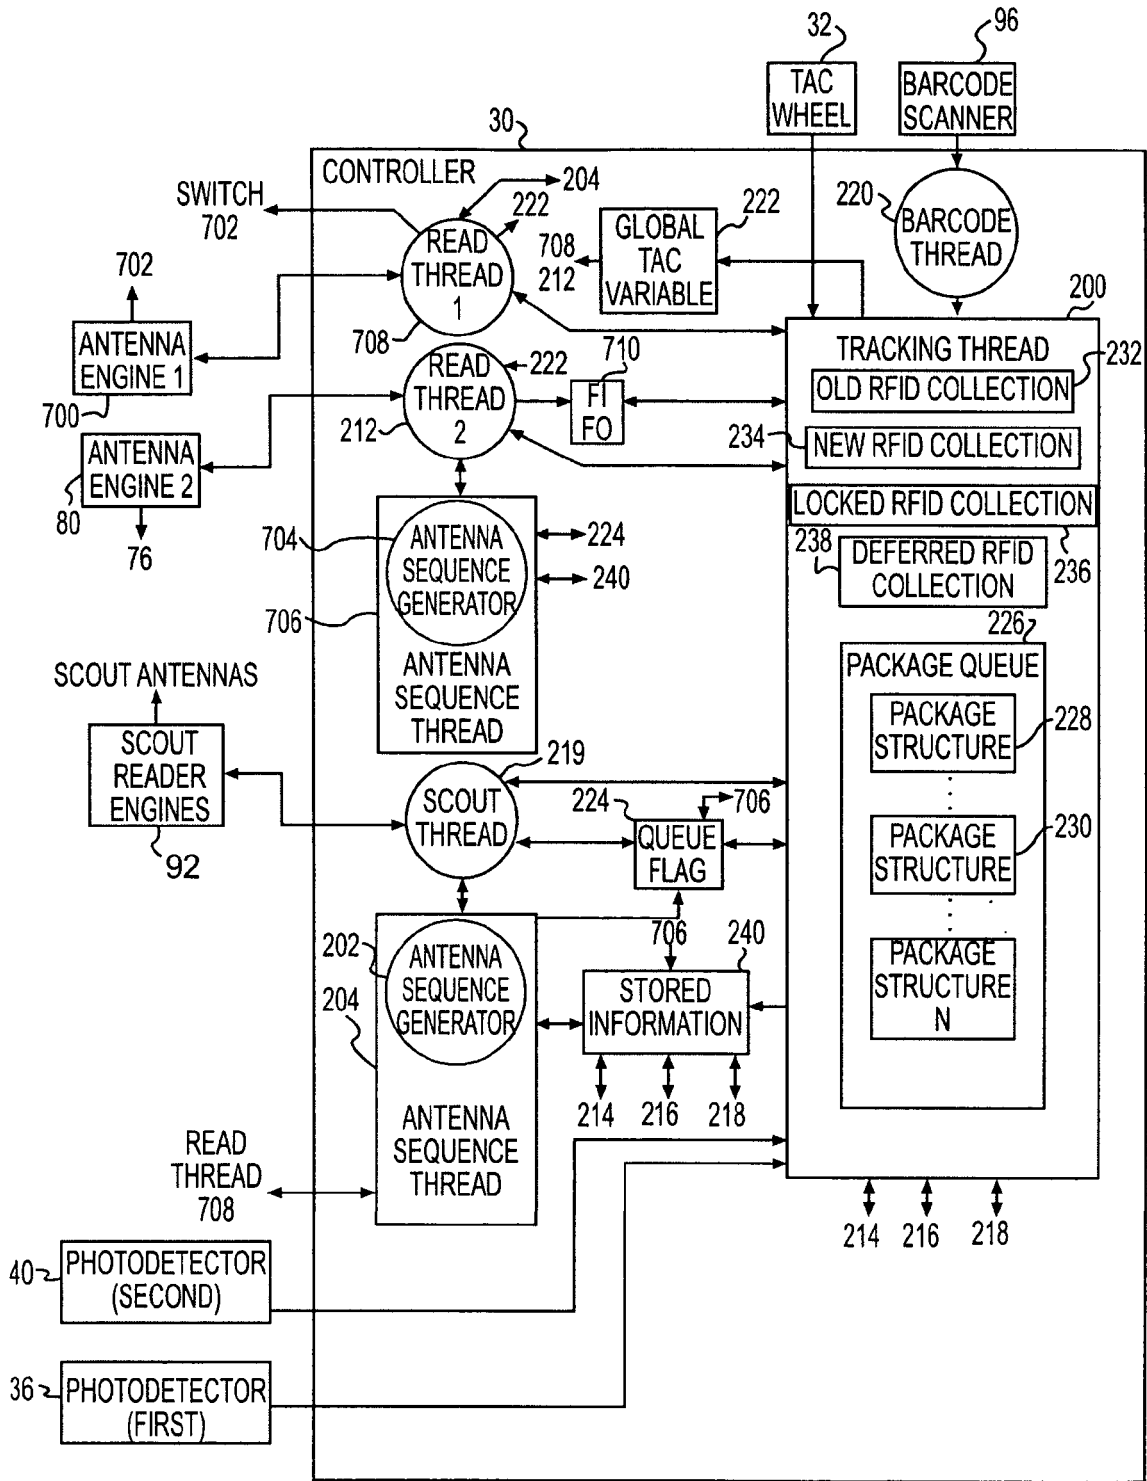 32
96
TAC
WHEEL
BARCODE
SCANNER
30
CONTROLLER
204
SWITCH
702
222
222
220
BARCODE
THREAD
READ
THREAD
1
708
GLOBAL
TAC
VARIABLE
708
212
702
ANTENNA
ENGINE 1
700
200
TRACKING THREAD
232
OLD RFID COLLECTION
READ
THREAD
2
212
222
710
FI
FO
234
NEW RFID COLLECTION
ANTENNA
ENGINE 2
80
76
LOCKED RFID COLLECTION
236
238
DEFERRED RFID
COLLECTION
704
ANTENNA
SEQUENCE
GENERATOR
224
240
706
ANTENNA
SEQUENCE
THREAD
226
PACKAGE QUEUE
PACKAGE
STRUCTURE
228
SCOUT ANTENNAS
SCOUT
READER
ENGINES
92
219
SCOUT
THREAD
224
706
QUEUE
FLAG
PACKAGE
STRUCTURE
230
202
ANTENNA
SEQUENCE
GENERATOR
204
706
240
STORED
INFORMATION
PACKAGE
STRUCTURE
N
214
216
218
ANTENNA
SEQUENCE
THREAD
READ
THREAD
708
214
216
218
40
PHOTODETECTOR
(SECOND)
36
PHOTODETECTOR
(FIRST)